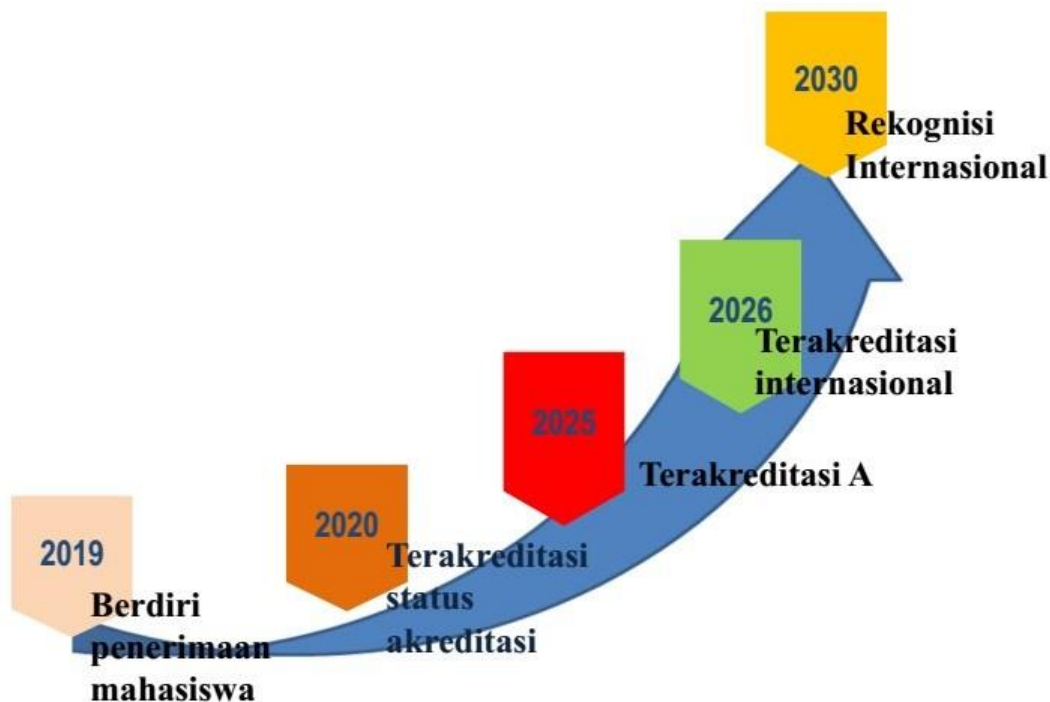 2019
Berdiri
penerimaan
mahasiswa
2020
Terakreditasi
status
akreditasi
2025
Terakreditasi A
2026
Terakreditasi
internasional
2030
Rekognisi
Internasional